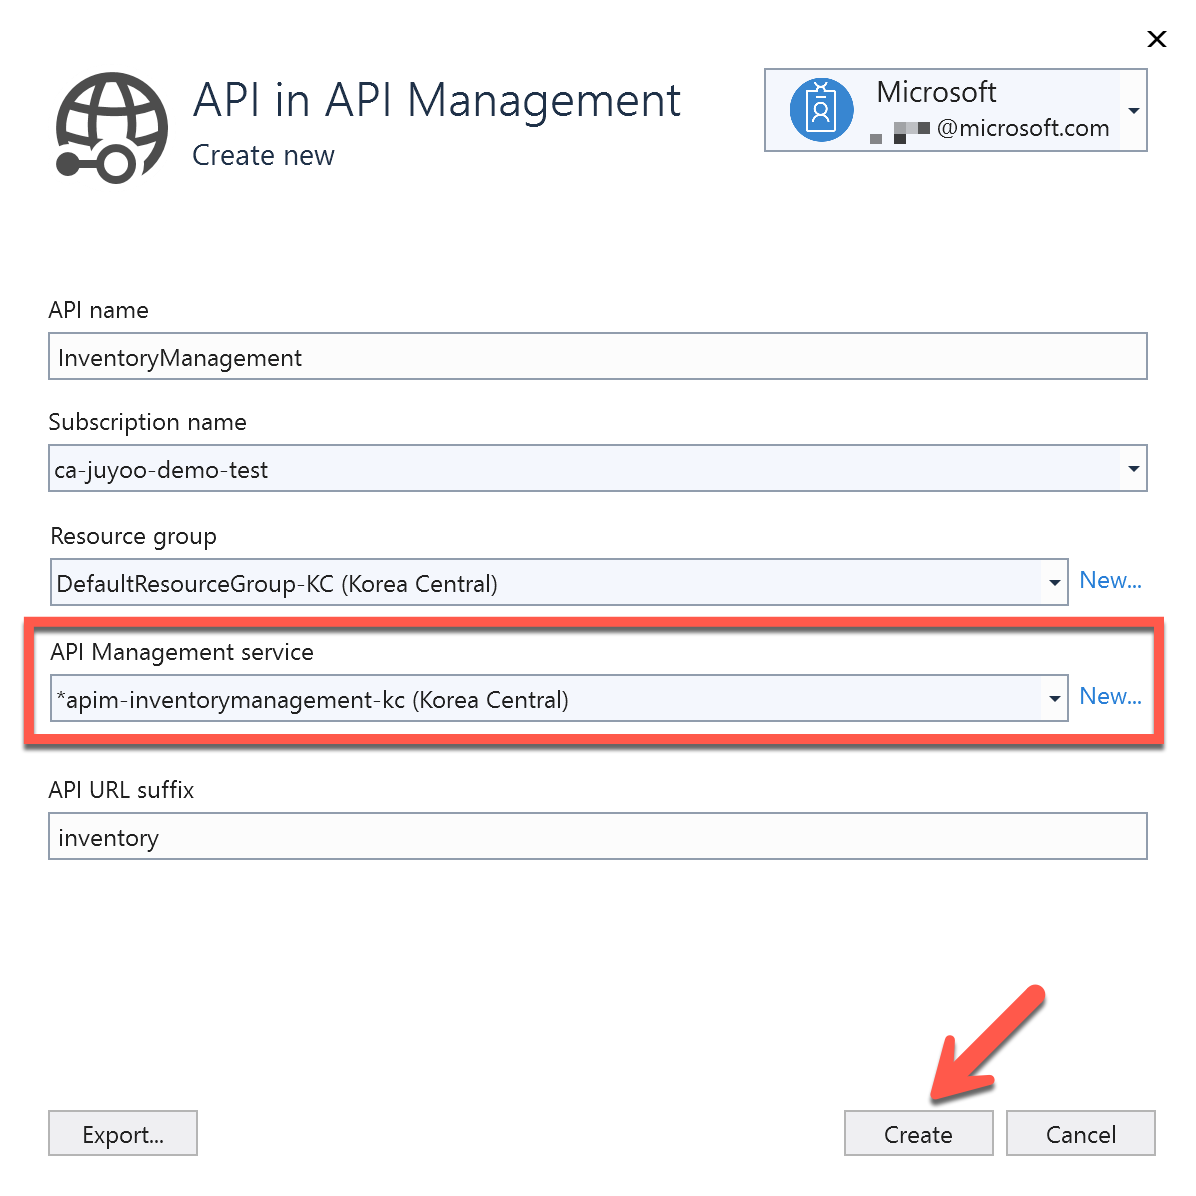 API in API Management
Create new
Microsoft
@microsoft.com
API name
InventoryManagement
Subscription name
ca-juyoo-demo-test
Resource group
DefaultResourceGroup-KC (Korea Central)
New...
API Management service
*apim-inventorymanagement-kc (Korea Central)
New...
API URL suffix
inventory
Export...
Create
Cancel